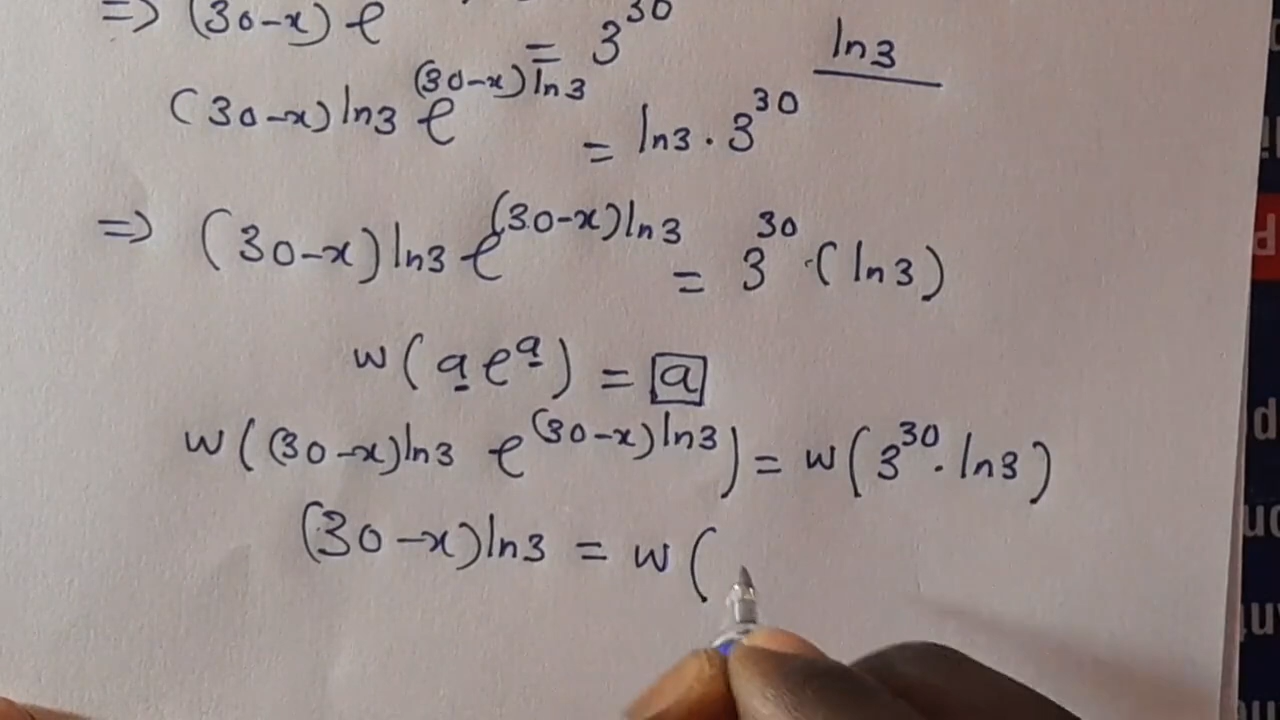 => (30-x) e = 3^30
ln3
(30-x) ln3 e^(30-x) ln3 = ln3 · 3^30
=> (30-x) ln3 e^(30-x) ln3 = 3^30 · (ln3)
w(a e^a) = a
w((30-x)ln3 e^(30-x) ln3) = w(3^30 · ln3)
(30-x) ln3 = w(